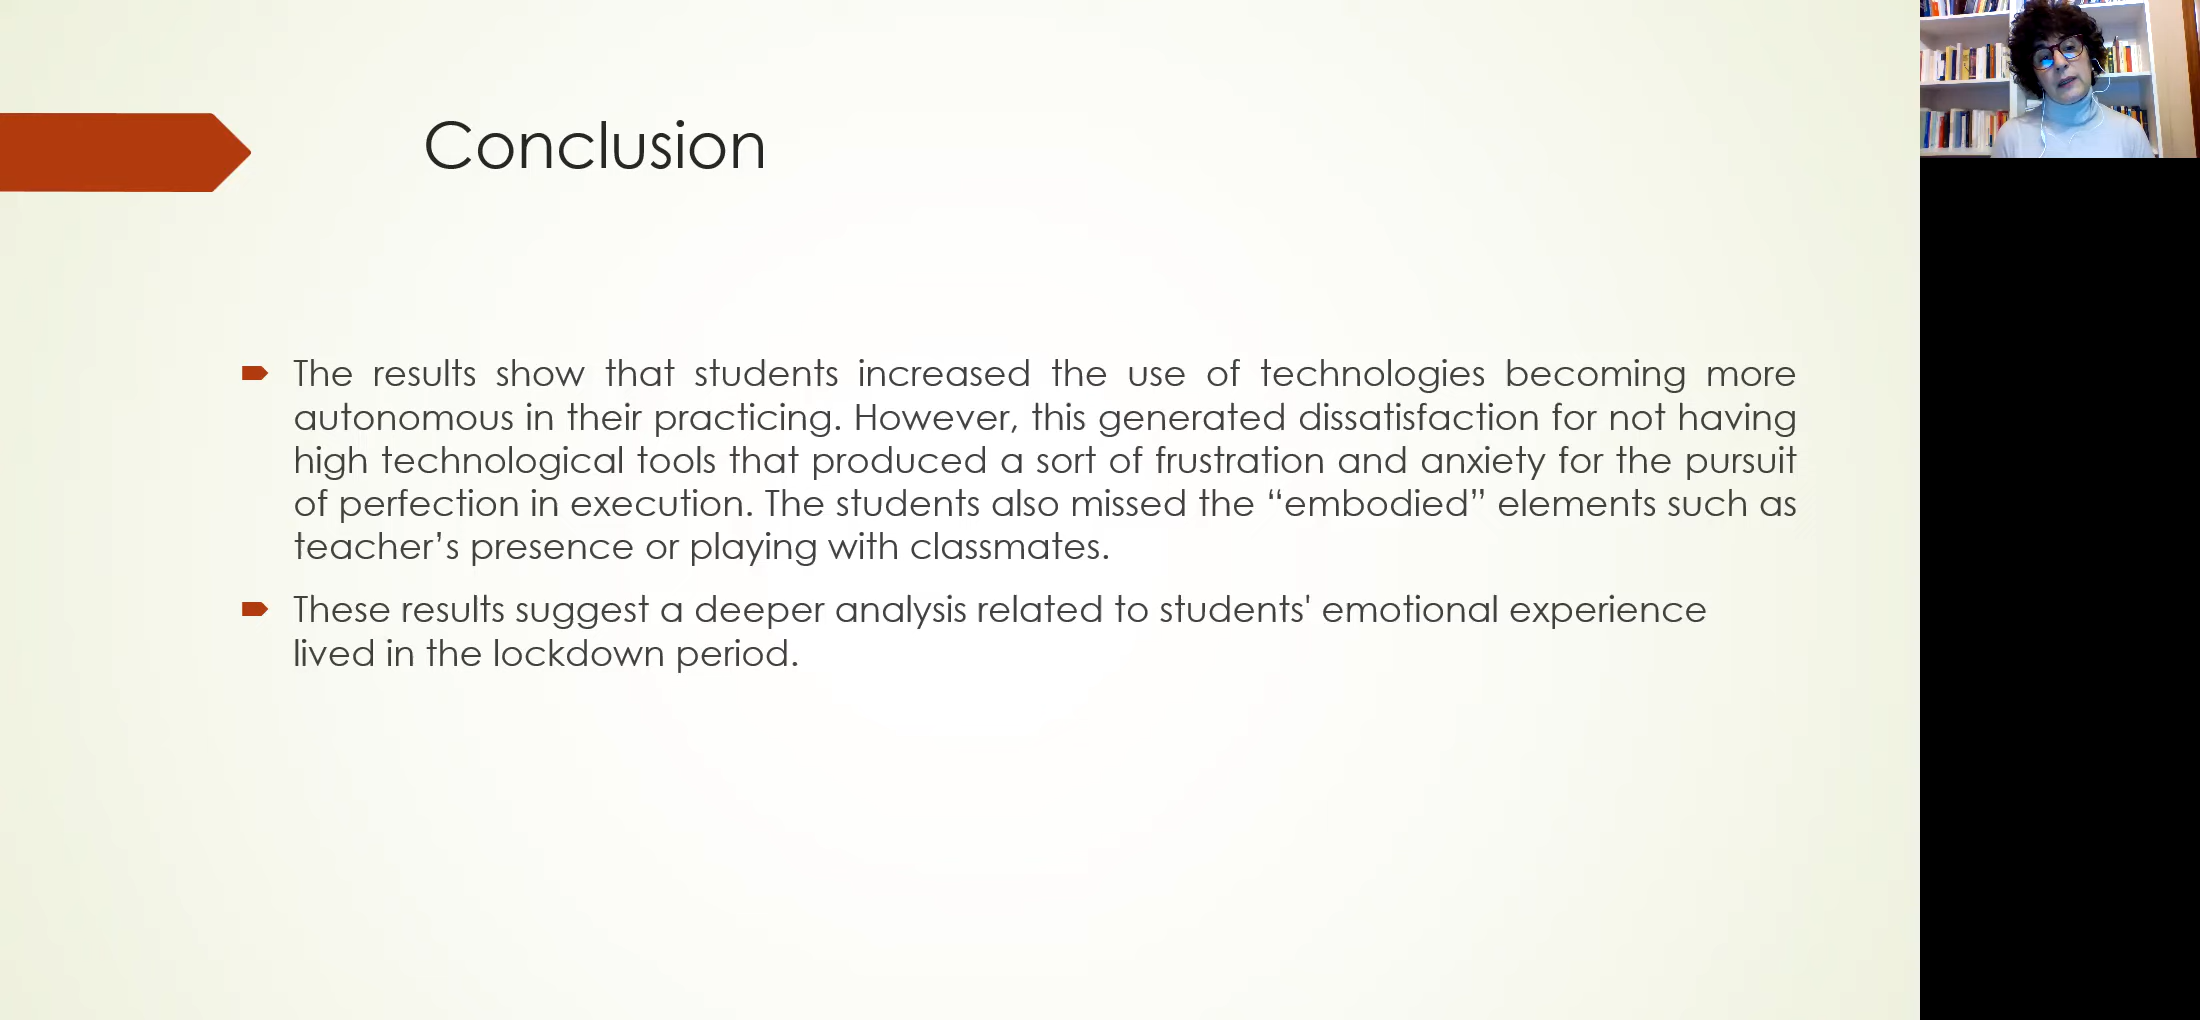 Conclusion
The results show that students increased the use of technologies becoming more
autonomous in their practicing. However, this generated dissatisfaction for not having
high technological tools that produced a sort of frustration and anxiety for the pursuit
of perfection in execution. The students also missed the “embodied” elements such as
teacher’s presence or playing with classmates.
These results suggest a deeper analysis related to students' emotional experience
lived in the lockdown period.